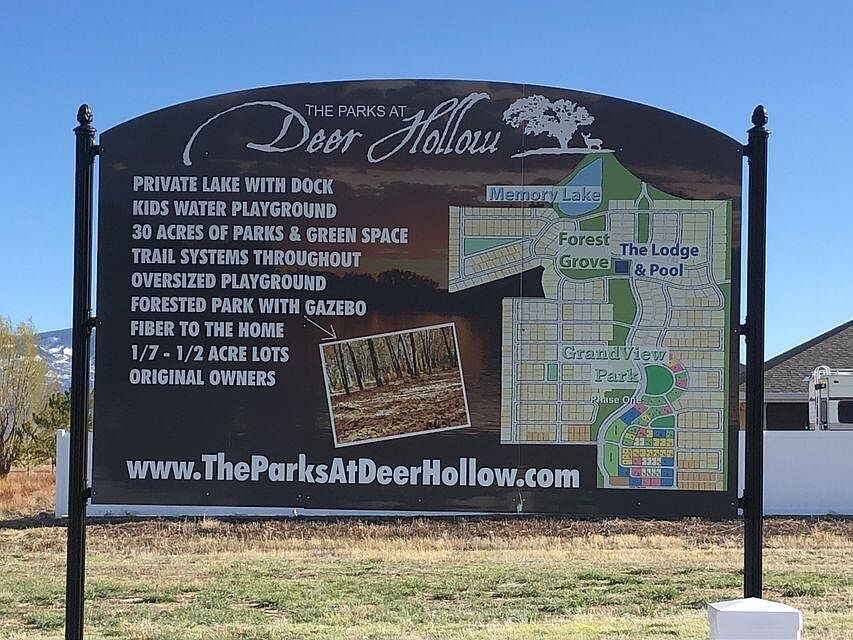 THE PARKS AT
Deer Hollow
PRIVATE LAKE WITH DOCK
KIDS WATER PLAYGROUND
30 ACRES OF PARKS & GREEN SPACE
TRAIL SYSTEMS THROUGHOUT
OVERSIZED PLAYGROUND
FORESTED PARK WITH GAZEBO
FIBER TO THE HOME
1/7 - 1/2 ACRE LOTS
ORIGINAL OWNERS
Memory Lake
Forest
Grove
The Lodge
& Pool
GrandView
Park
Phase One
www.TheParksAtDeerHollow.com